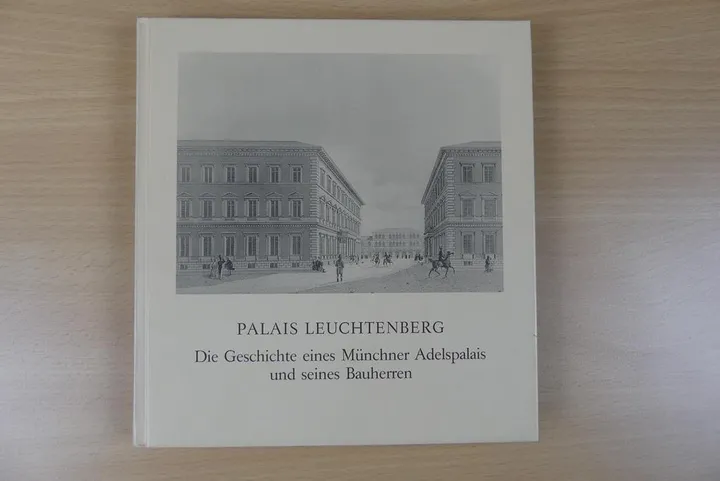 PALAIS LEUCHTENBERG
Die Geschichte eines Münchner Adelspalais
und seines Bauherren